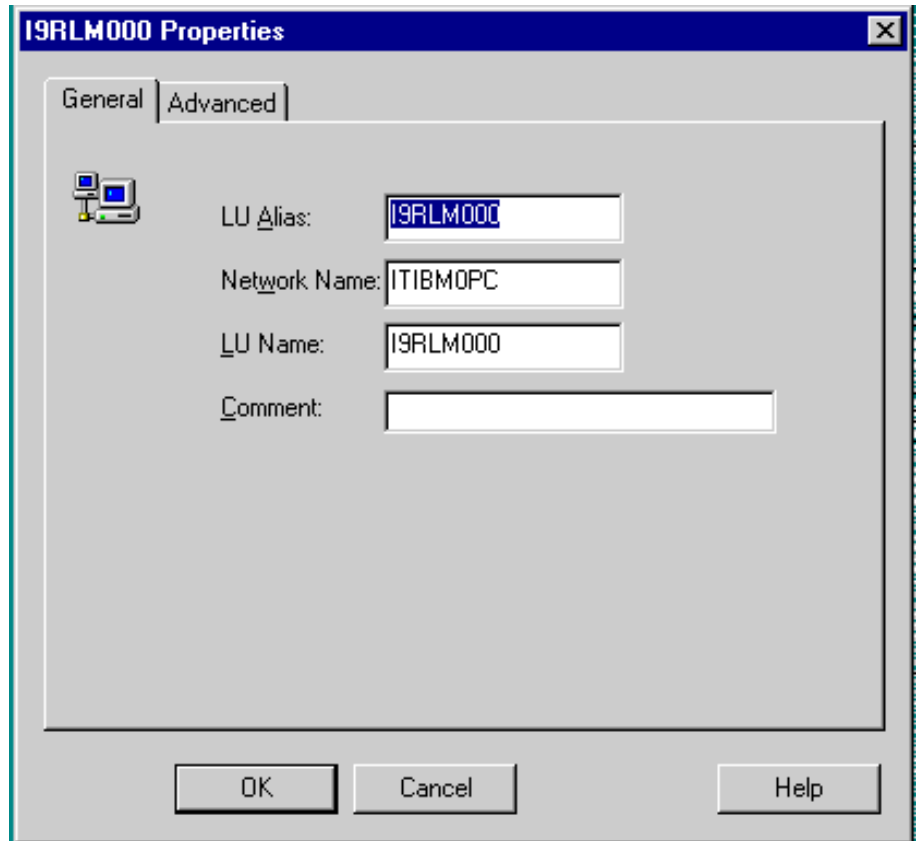 I9RLM000 Properties
General Advanced
LU Alias: I9RLM000
Network Name: ITIBM0PC
LU Name: I9RLM000
Comment:
OK Cancel Help